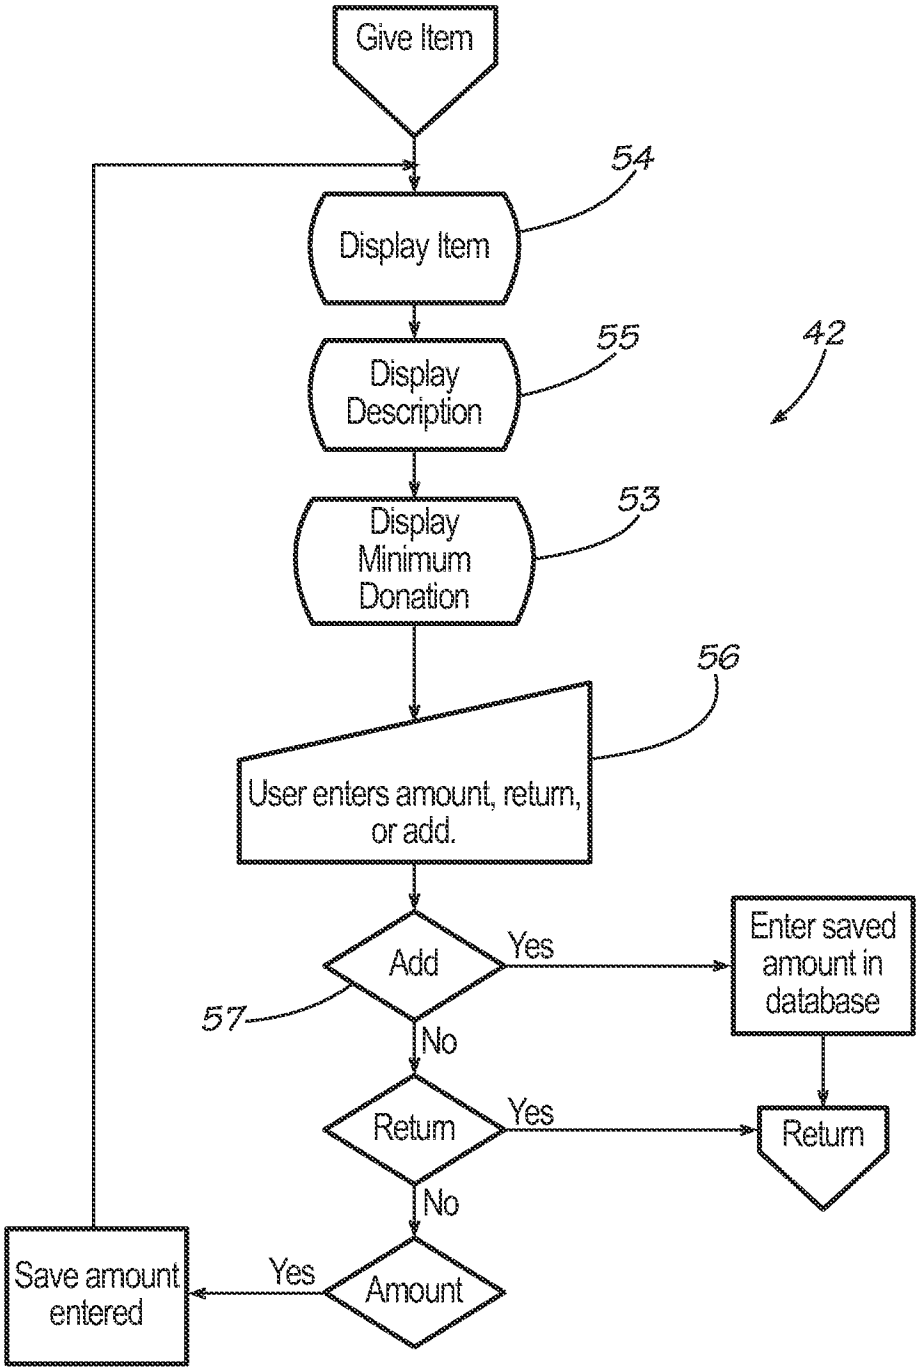 Give Item
54
Display Item
42
55
Display
Description
53
Display
Minimum
Donation
56
User enters amount, return,
or add.
Add
Yes
Enter saved
amount in
database
57
No
Return
Yes
Return
No
Amount
Yes
Save amount
entered